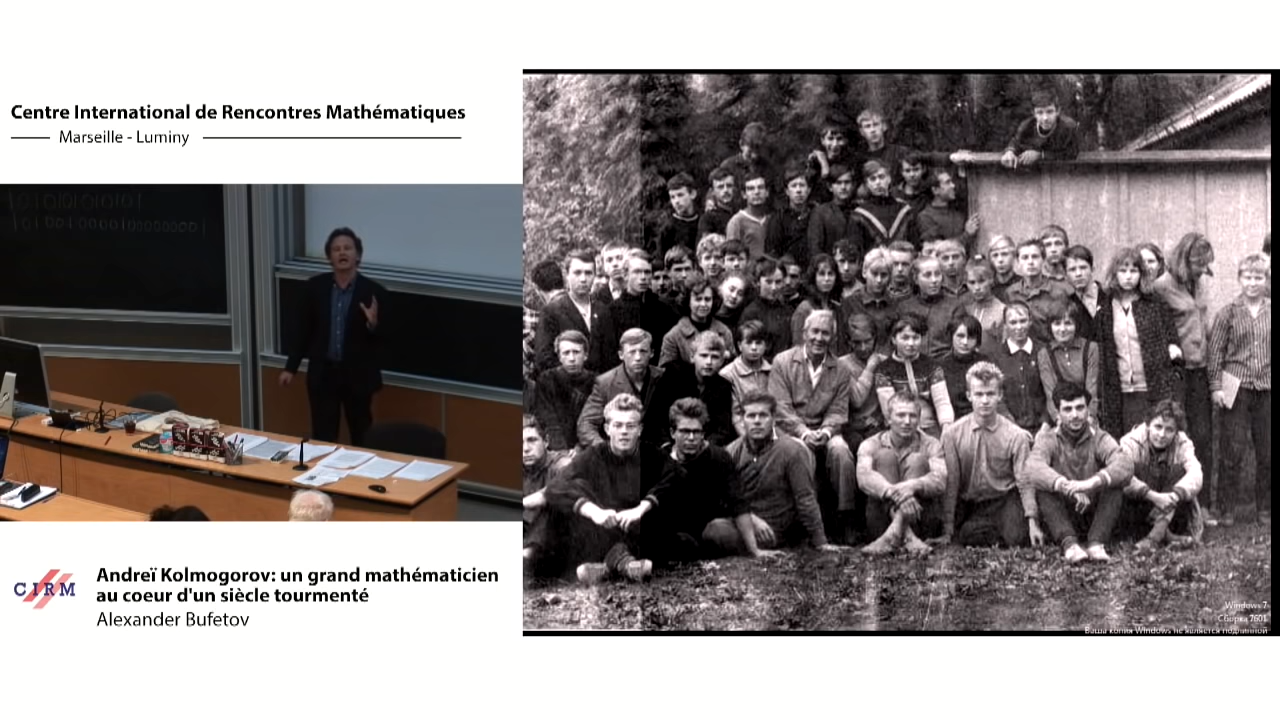 Centre International de Rencontres Mathématiques
Marseille - Luminy
CIRM
Andreï Kolmogorov: un grand mathématicien
au coeur d'un siècle tourmenté
Alexander Bufetov
Windows 7
Сборка 7601
Ваша копия Windows не является подлинной